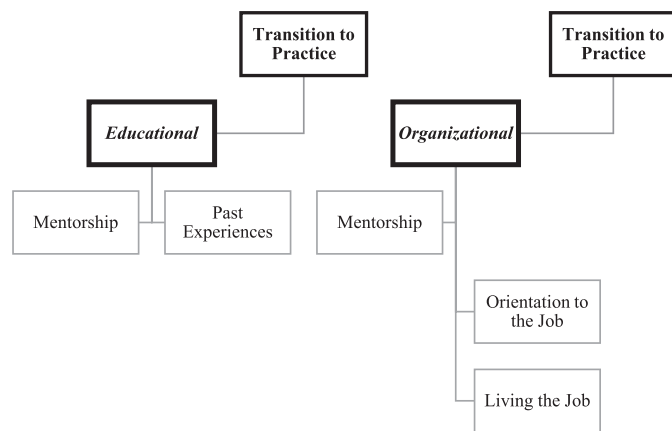 Transition to
Practice
Educational
Mentorship
Past
Experiences
Transition to
Practice
Organizational
Mentorship
Orientation to
the Job
Living the Job